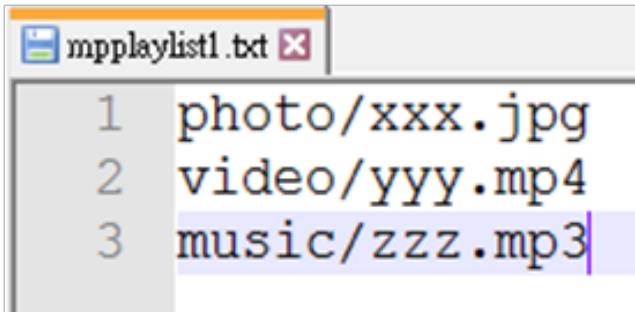 mpplaylist1.txt
1 photo/xxx.jpg
2 video/yyy.mp4
3 music/zzz.mp3